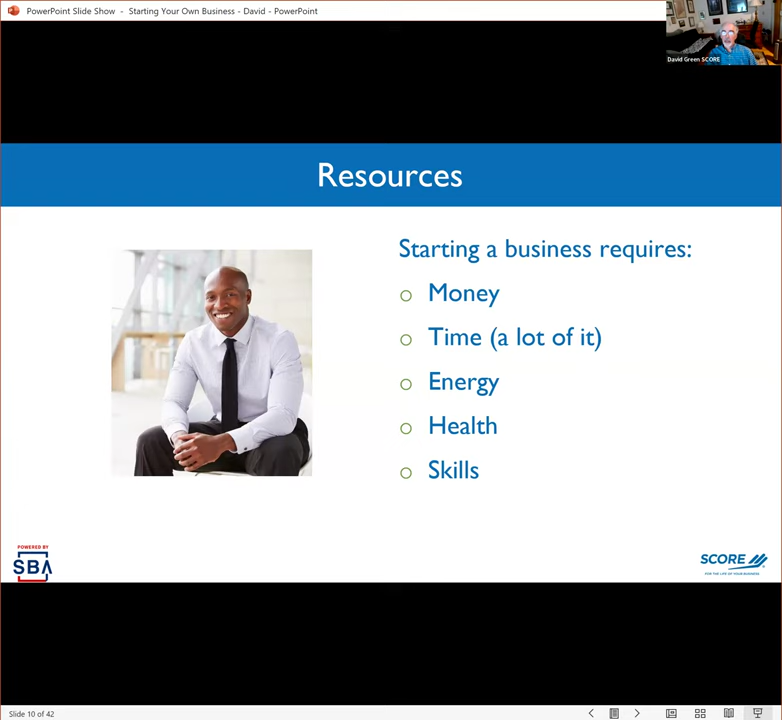 PowerPoint Slide Show - Starting Your Own Business - David - PowerPoint
David Green SCORE
Resources
Starting a business requires:
Money
Time (a lot of it)
Energy
Health
Skills
POWERED BY
SBA
SCORE
FOR THE LIFE OF YOUR BUSINESS
Slide 10 of 42